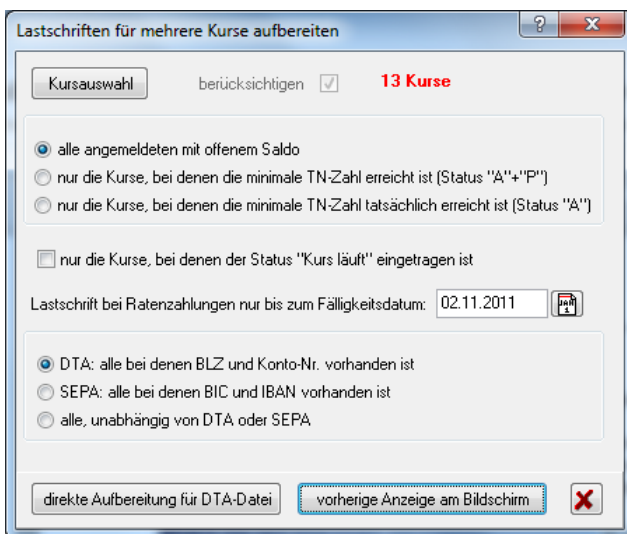 Lastschriften für mehrere Kurse aufbereiten
Kursauswahl berücksichtigen 13 Kurse
alle angemeldeten mit offenem Saldo
nur die Kurse, bei denen die minimale TN-Zahl erreicht ist (Status "A"+"P")
nur die Kurse, bei denen die minimale TN-Zahl tatsächlich erreicht ist (Status "A")
nur die Kurse, bei denen der Status "Kurs läuft" eingetragen ist
Lastschrift bei Ratenzahlungen nur bis zum Fälligkeitsdatum: 02.11.2011 JAN 1
DTA: alle bei denen BLZ und Konto-Nr. vorhanden ist
SEPA: alle bei denen BIC und IBAN vorhanden ist
alle, unabhängig von DTA oder SEPA
direkte Aufbereitung für DTA-Datei vorherige Anzeige am Bildschirm